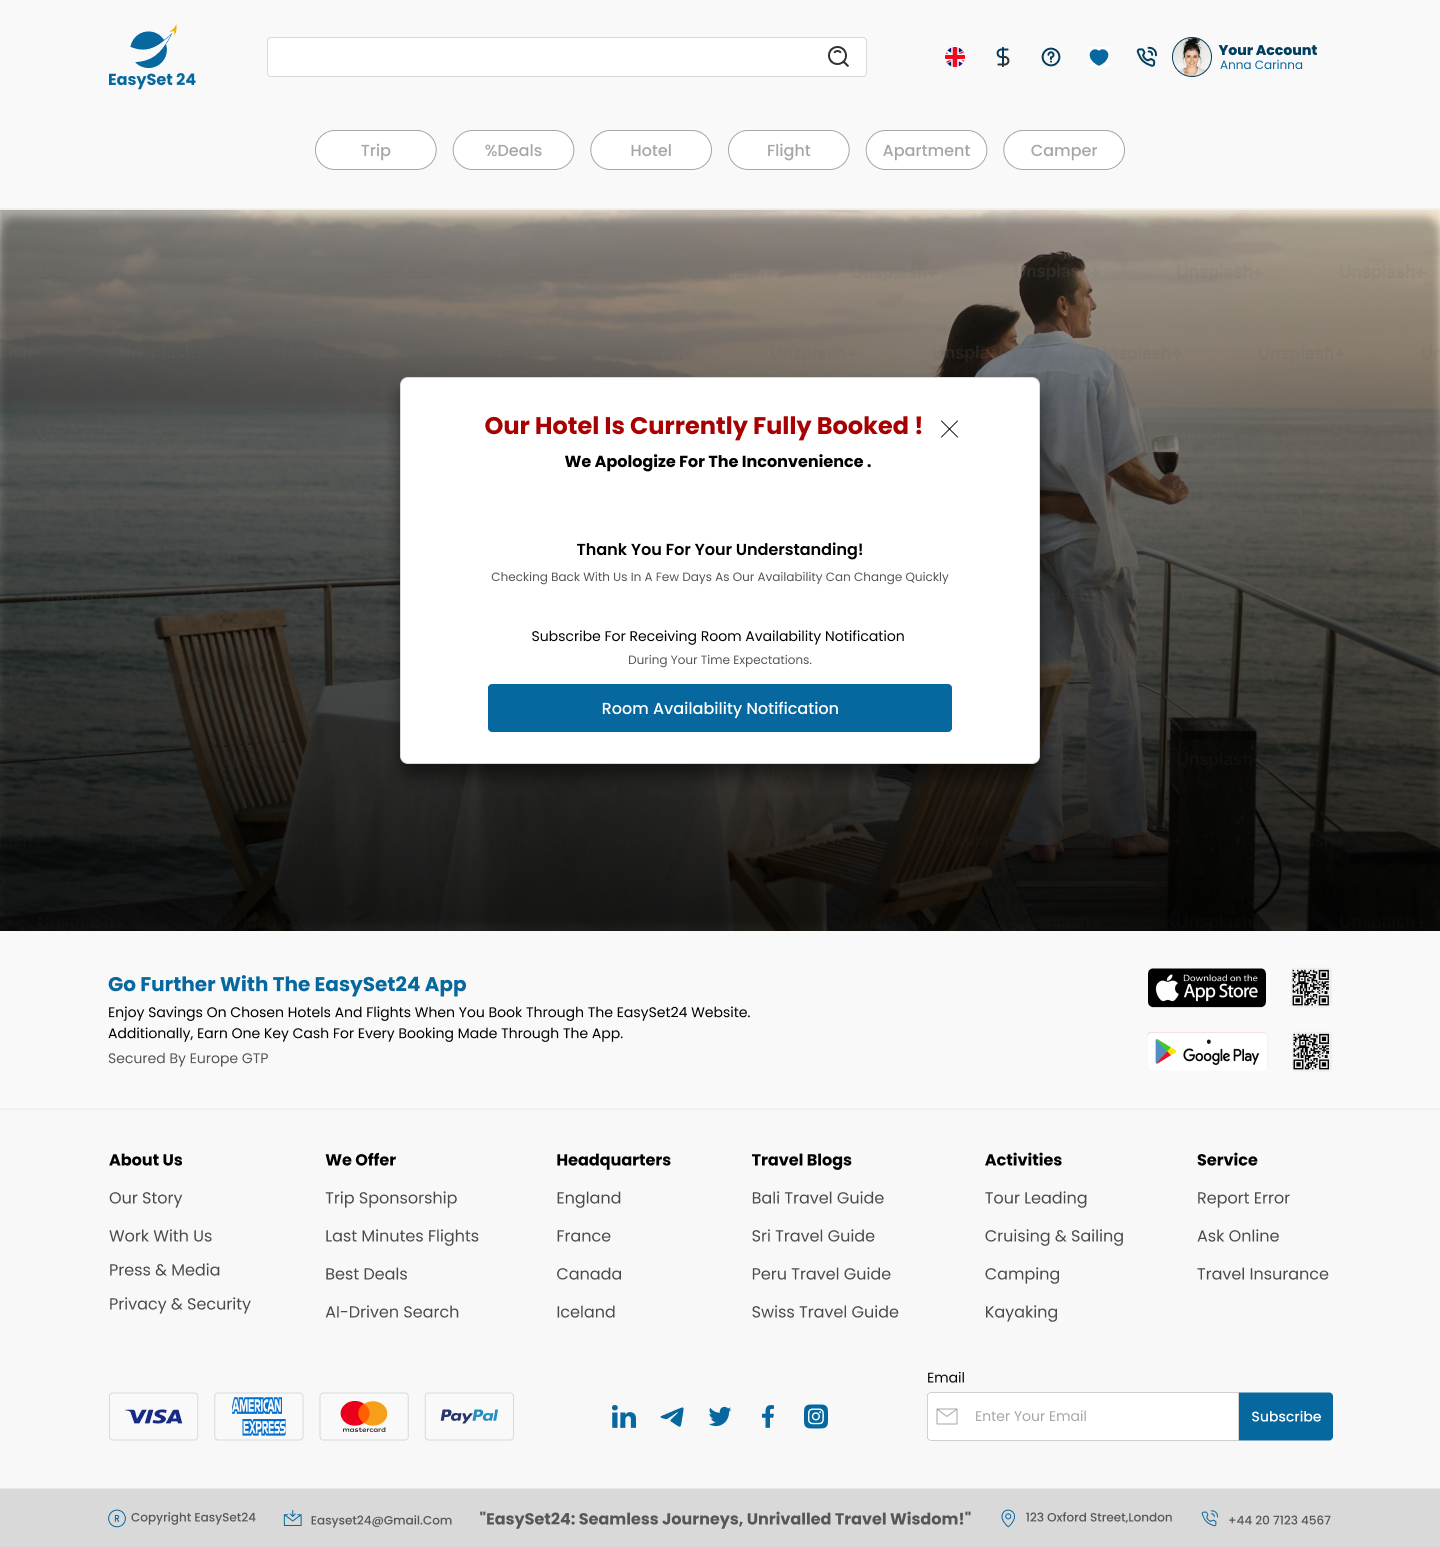 EasySet 24
Your Account
Anna Carinna
Trip
%Deals
Hotel
Flight
Apartment
Camper
Unsplash+
Our Hotel Is Currently Fully Booked !
We Apologize For The Inconvenience .
Thank You For Your Understanding!
Checking Back With Us In A Few Days As Our Availability Can Change Quickly
Subscribe For Receiving Room Availability Notification
During Your Time Expectations.
Room Availability Notification
Go Further With The EasySet24 App
Enjoy Savings On Chosen Hotels And Flights When You Book Through The EasySet24 Website.
Additionally, Earn One Key Cash For Every Booking Made Through The App.
Secured By Europe GTP
Download on the
App Store
Google Play
About Us
Our Story
Work With Us
Press & Media
Privacy & Security
We Offer
Trip Sponsorship
Last Minutes Flights
Best Deals
AI-Driven Search
Headquarters
England
France
Canada
Iceland
Travel Blogs
Bali Travel Guide
Sri Travel Guide
Peru Travel Guide
Swiss Travel Guide
Activities
Tour Leading
Cruising & Sailing
Camping
Kayaking
Service
Report Error
Ask Online
Travel Insurance
VISA
AMERICAN
EXPRESS
mastercard
PayPal
in
Email
Enter Your Email
Subscribe
R Copyright EasySet24
Easyset24@Gmail.Com
"EasySet24: Seamless Journeys, Unrivalled Travel Wisdom!"
123 Oxford Street,London
+44 20 7123 4567